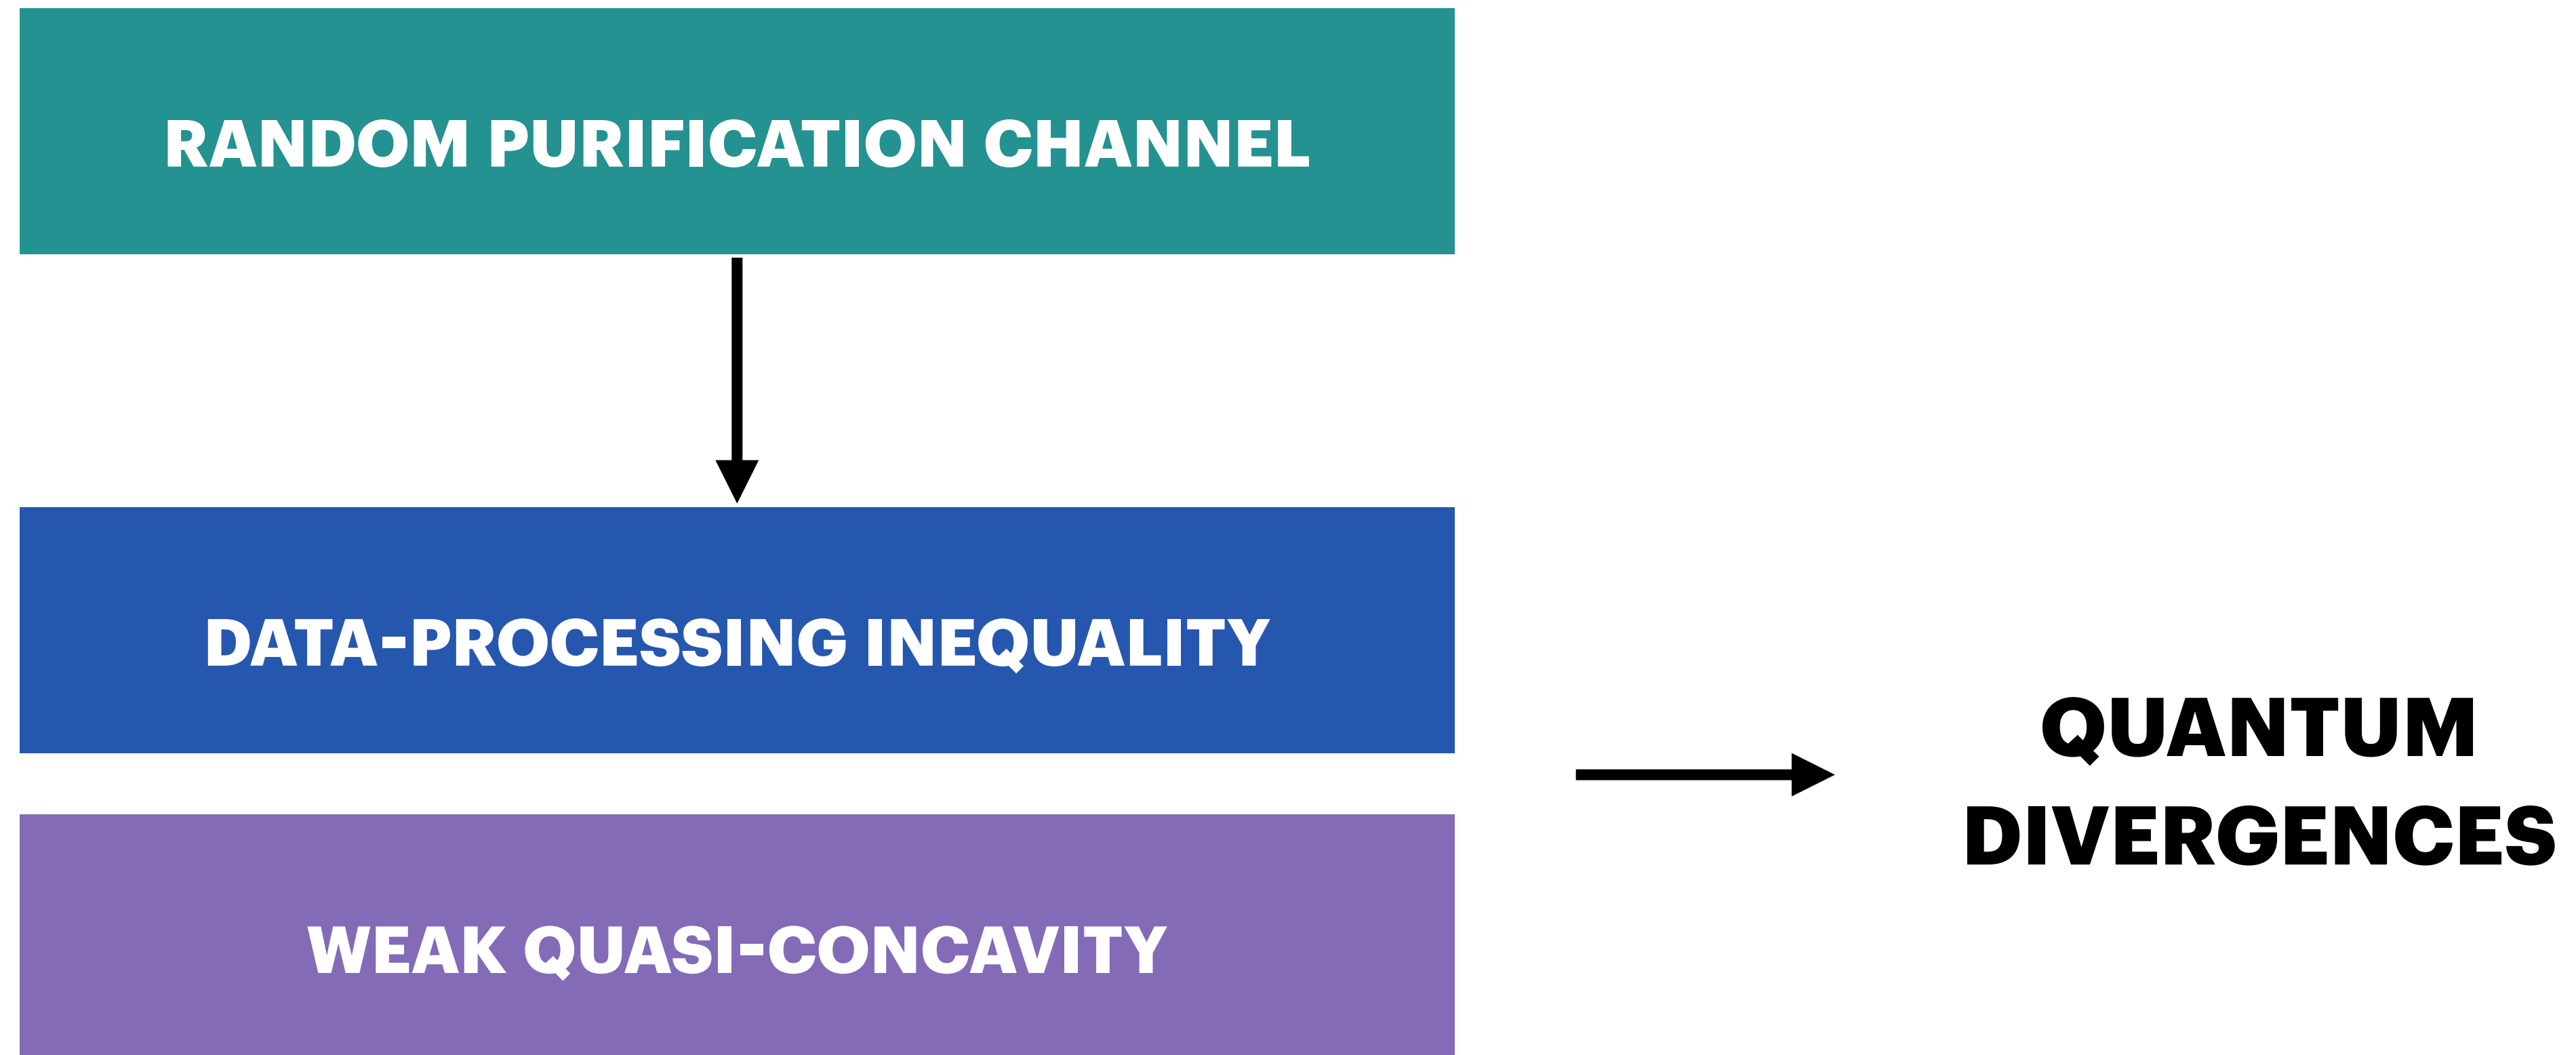 RANDOM PURIFICATION CHANNEL
DATA-PROCESSING INEQUALITY
WEAK QUASI-CONCAVITY
QUANTUM
DIVERGENCES